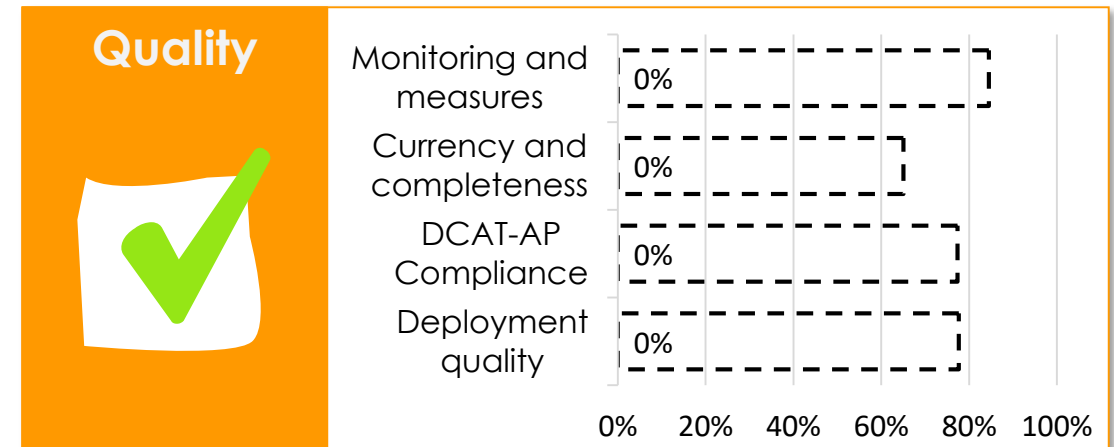 Quality
Monitoring and
measures
0%
Currency and
completeness
0%
DCAT-AP
Compliance
0%
Deployment
quality
0%
0% 20% 40% 60% 80% 100%